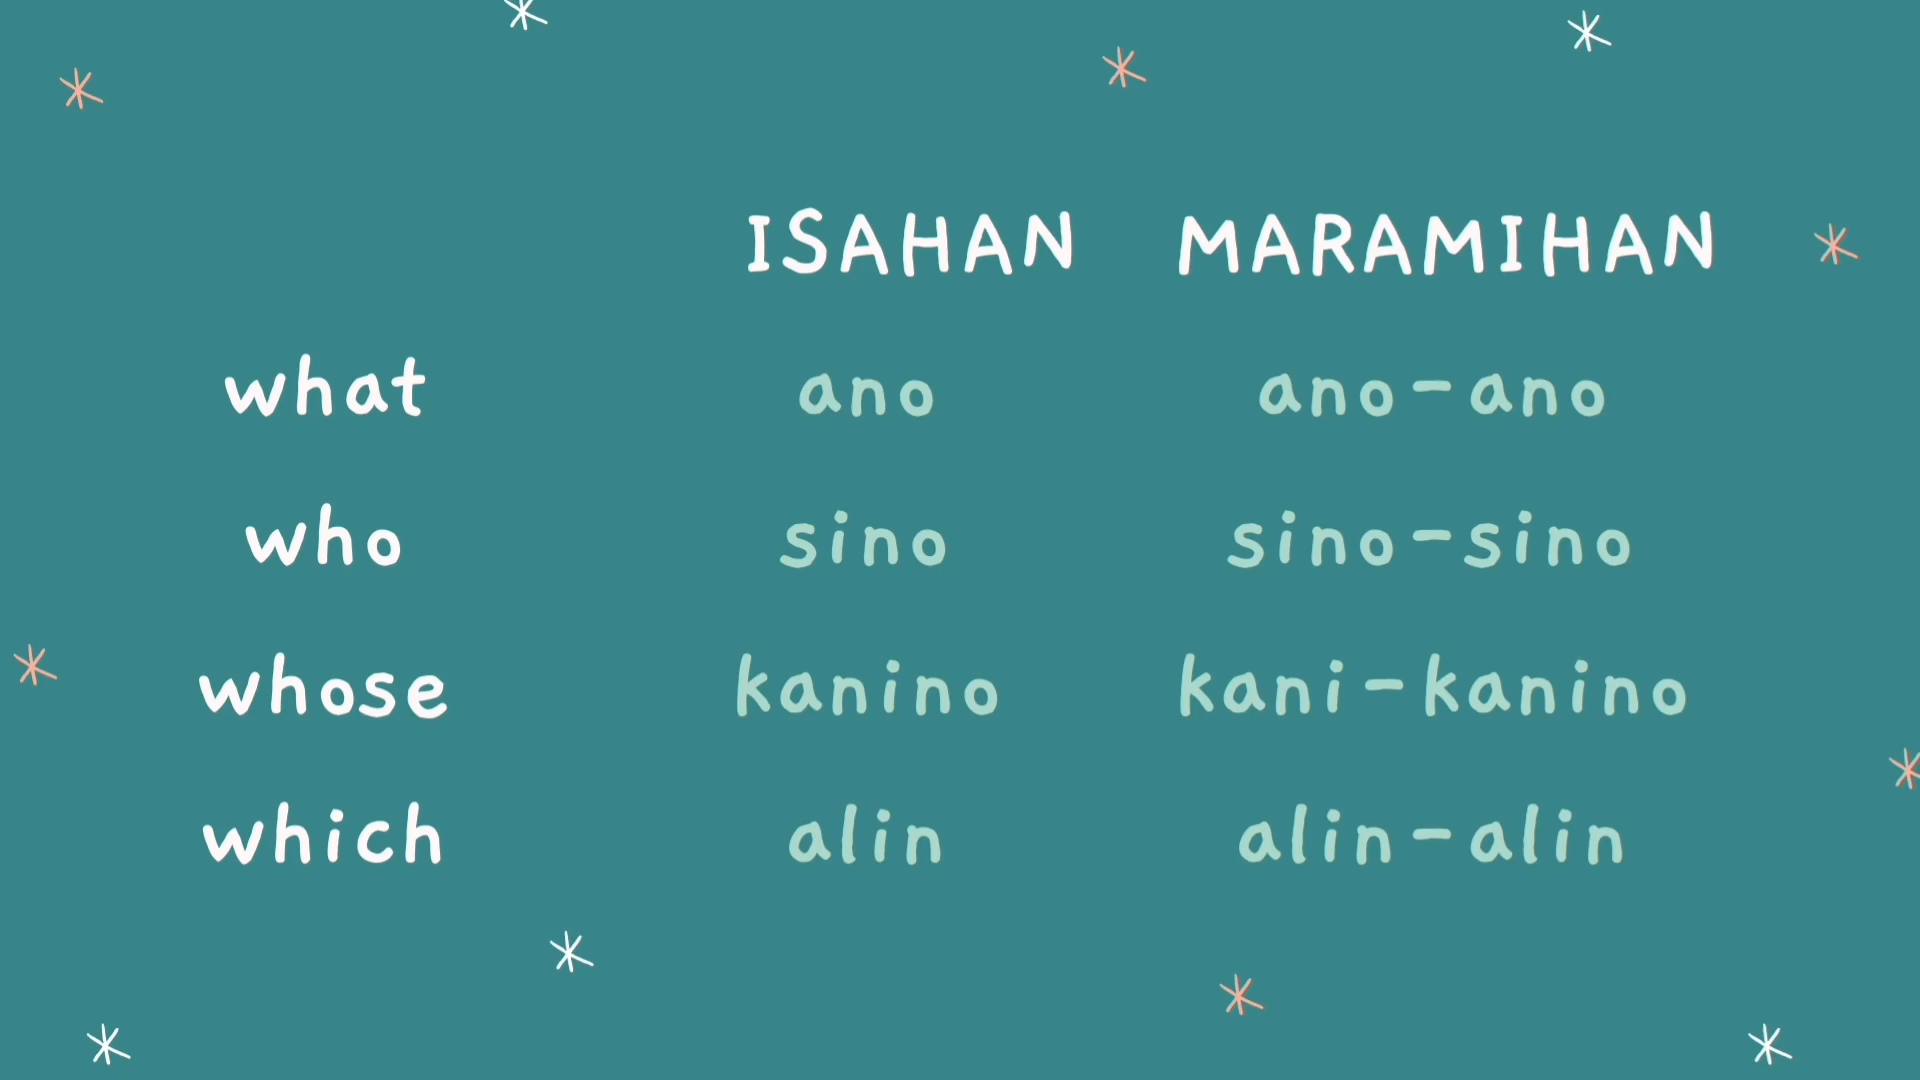 ISAHAN MARAMIHAN
what ano ano-ano
who sino sino-sino
whose kanino kani-kanino
which alin alin-alin